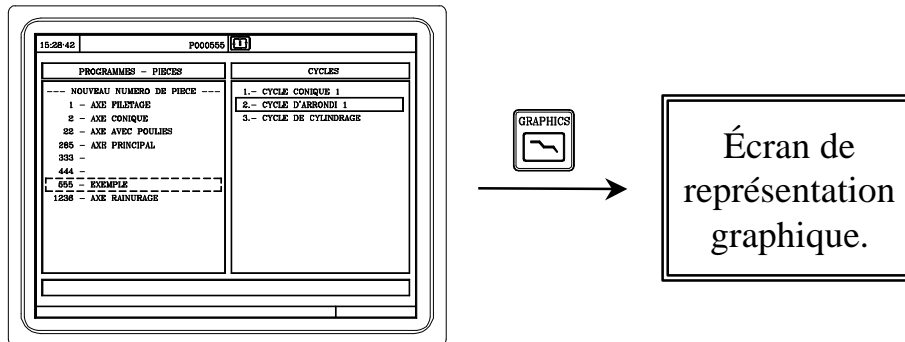 15:28:42 P000555
PROGRAMMES - PIECES
CYCLES
--- NOUVEAU NUMERO DE PIECE ---
1 - AXE FILETAGE
2 - AXE CONIQUE
22 - AXE AVEC POULIES
285 - AXE PRINCIPAL
333 -
444 -
555 - EXEMPLE
1236 - AXE RAINURAGE
1.- CYCLE CONIQUE 1
2.- CYCLE D'ARRONDI 1
3.- CYCLE DE CYLINDRAGE
GRAPHICS
Écran de
représentation
graphique.